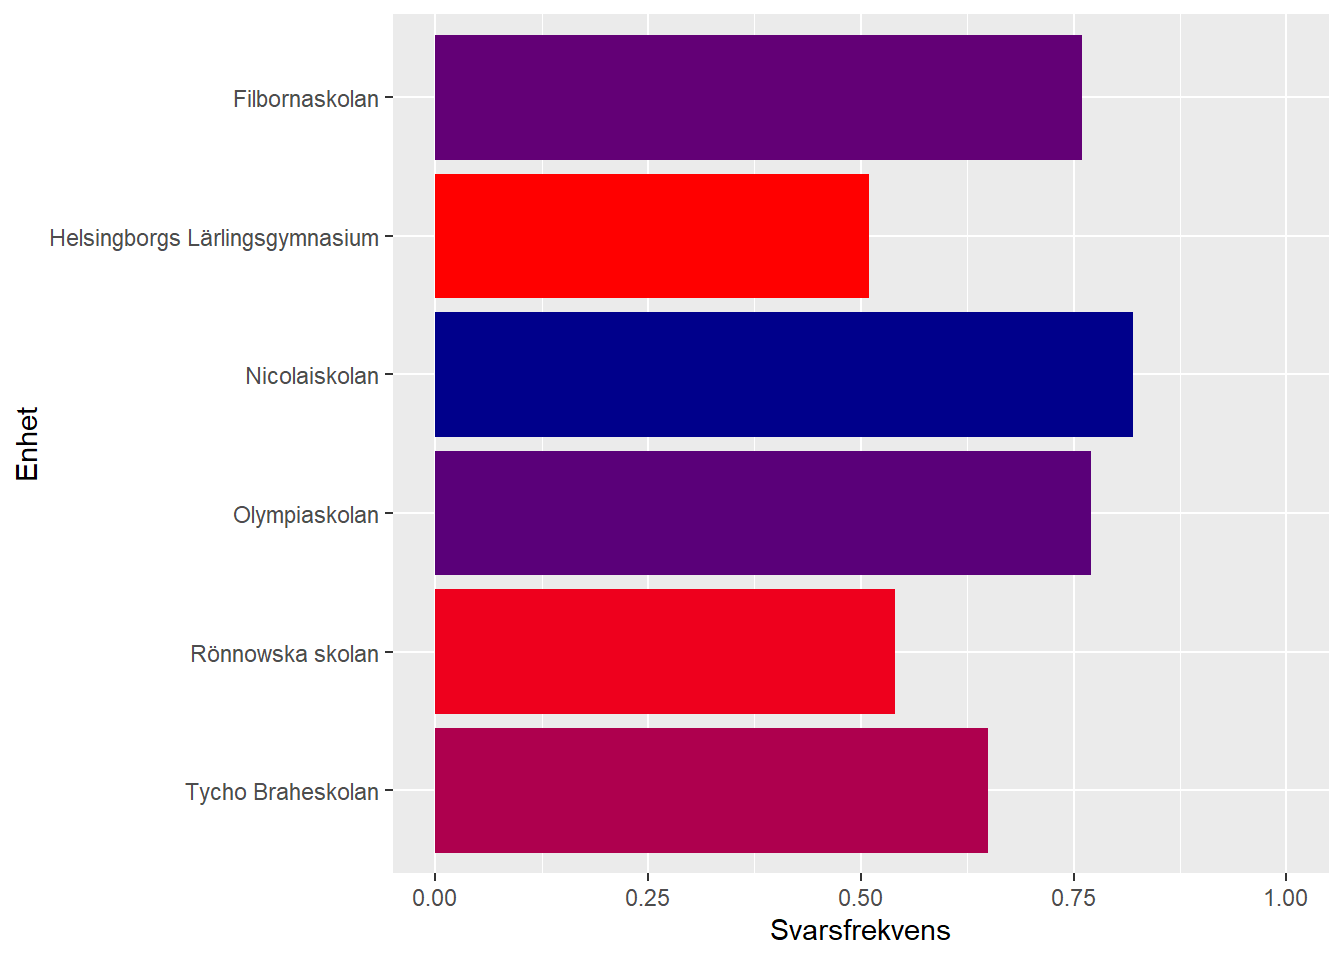 Enhet
Filbornaskolan
Helsingborgs Lärlingsgymnasium
Nicolaiskolan
Olympiaskolan
Rönnowska skolan
Tycho Braheskolan
0.00 0.25 0.50 0.75 1.00
Svarsfrekvens